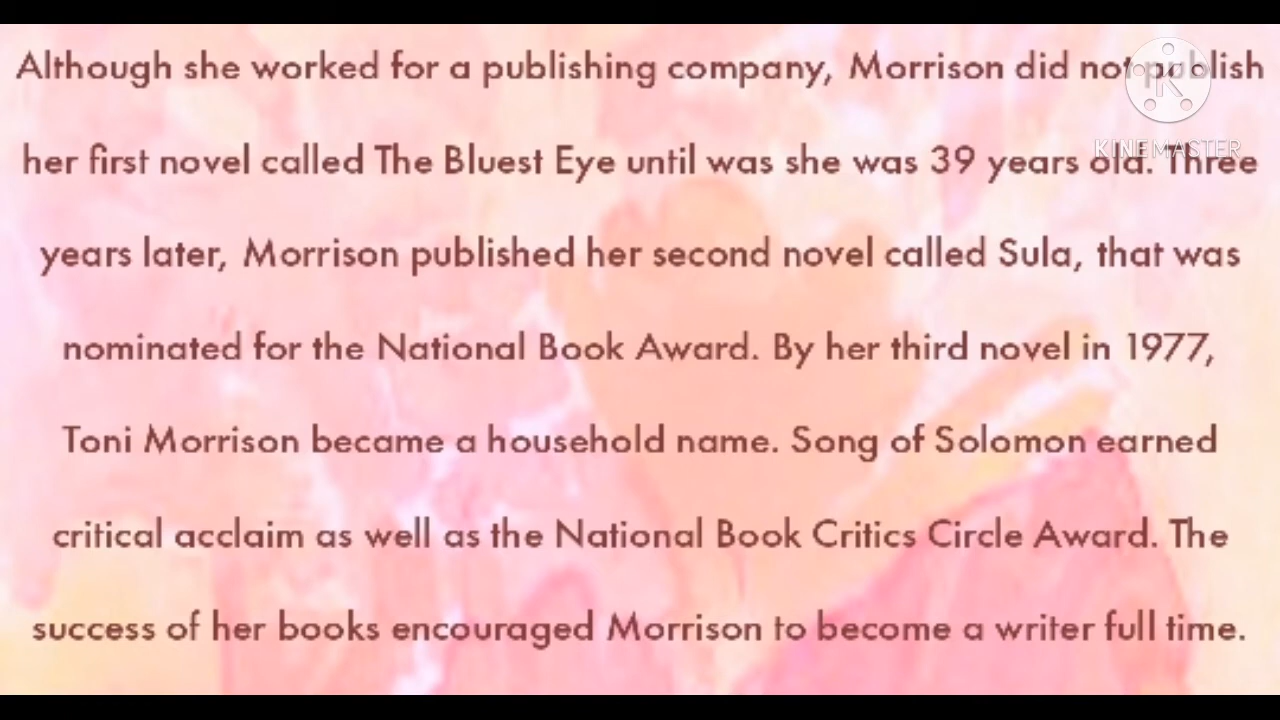 Although she worked for a publishing company, Morrison did not publish
her first novel called The Bluest Eye until was she was 39 years old. Three
years later, Morrison published her second novel called Sula, that was
nominated for the National Book Award. By her third novel in 1977,
Toni Morrison became a household name. Song of Solomon earned
critical acclaim as well as the National Book Critics Circle Award. The
success of her books encouraged Morrison to become a writer full time.
K
KINEMASTER